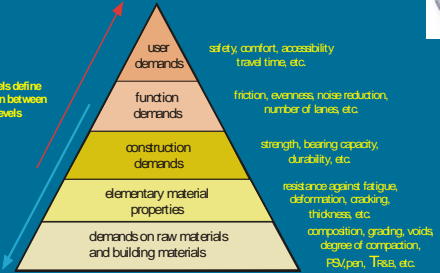 user
demands
safety, comfort, accessibility
travel time, etc.
els define
n between
evels
function
demands
friction, evenness, noise reduction,
number of lanes, etc.
construction
demands
strength, bearing capacity,
durability, etc.
elementary material
properties
resistance against fatigue,
deformation, cracking,
thickness, etc.
demands on raw materials
and building materials
composition, grading, voids,
degree of compaction,
PSV,pen, TR&B, etc.